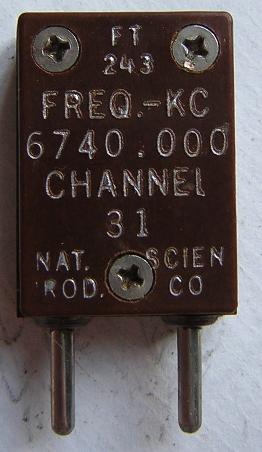 FT
243
FREQ.-KC
6740.000
CHANNEL
31
NAT. SCIEN
ROD. CO